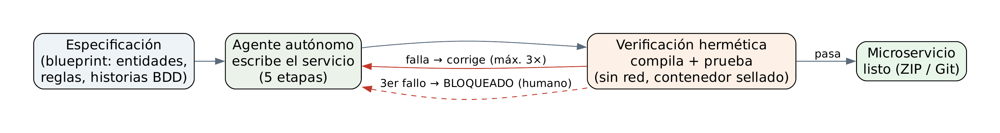 Especificación
(blueprint: entidades,
reglas, historias BDD)
Agente autónomo
escribe el servicio
(5 etapas)
falla → corrige (máx. 3×)
3er fallo → BLOQUEADO (humano)
Verificación hermética
compila + prueba
(sin red, contenedor sellado)
pasa
Microservicio
listo (ZIP / Git)